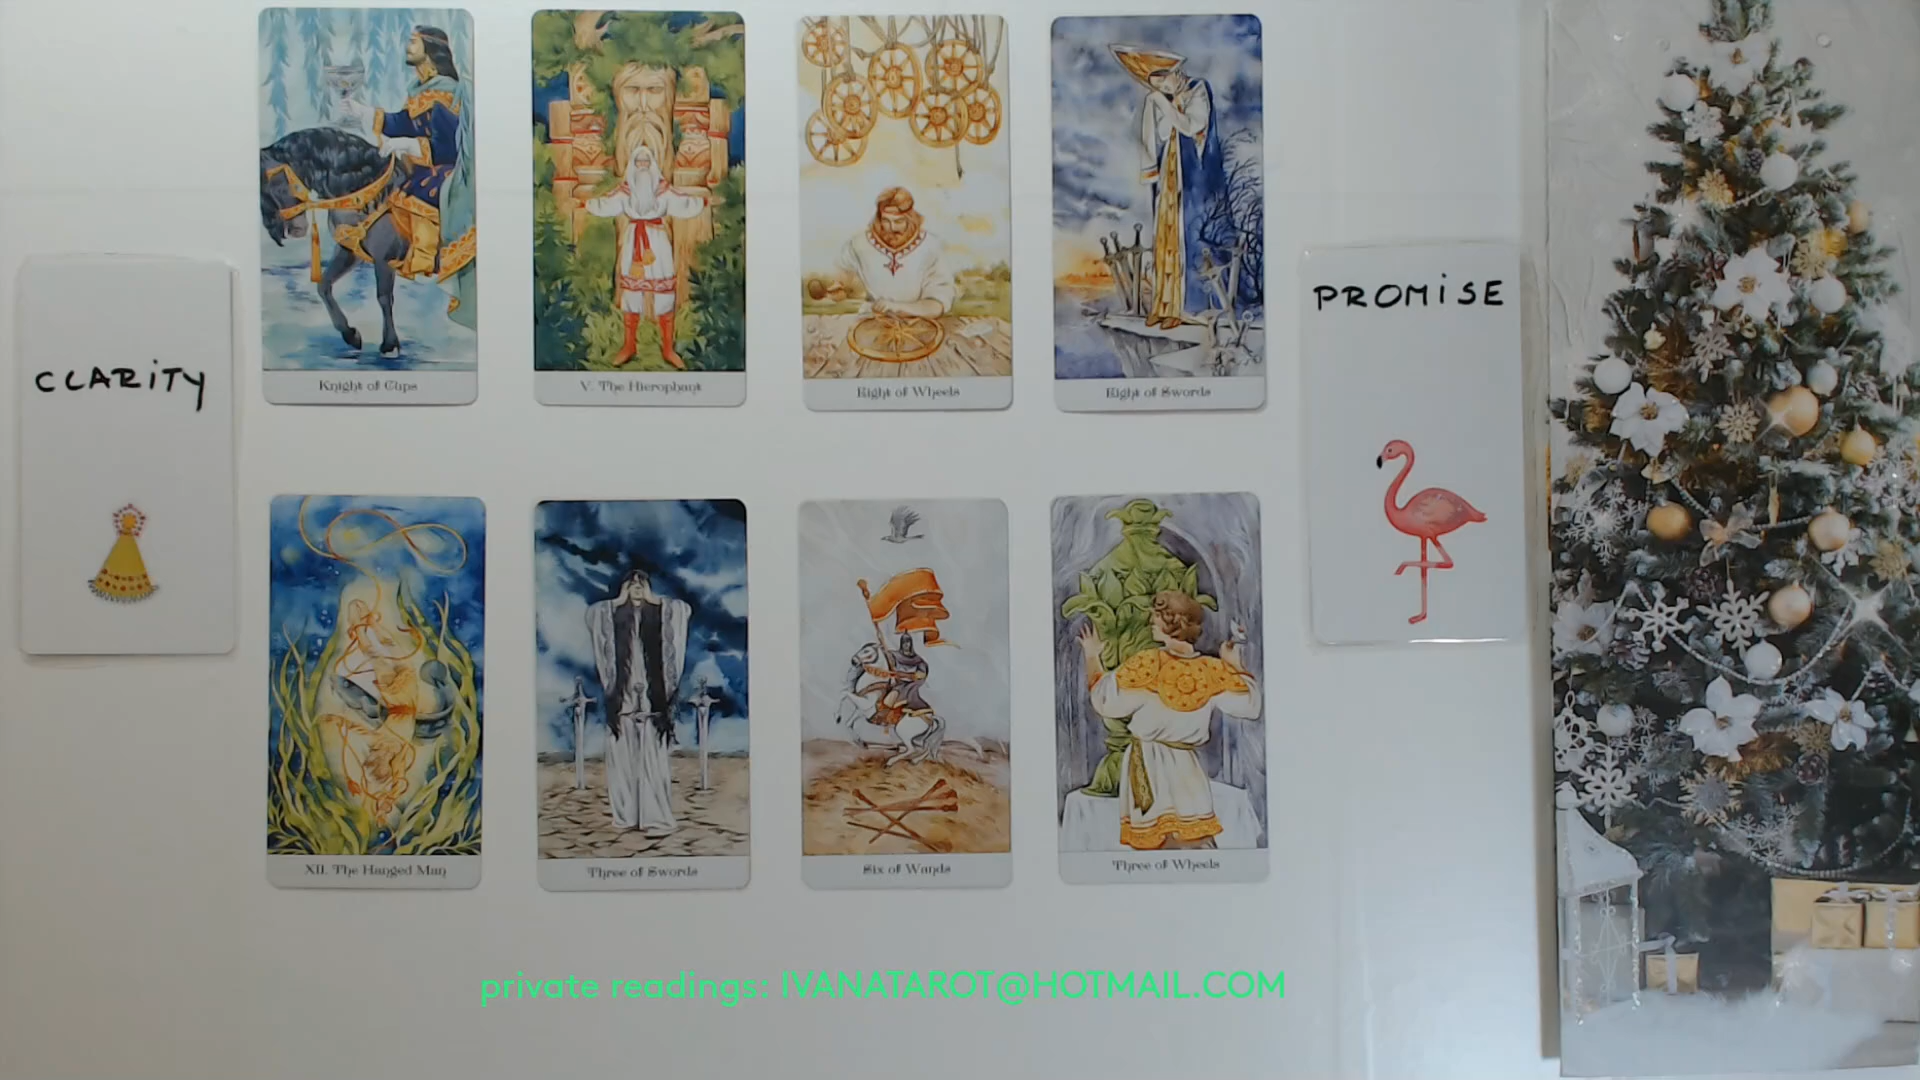 Knight of Cups
V. The Hierophant
Eight of Wheels
Eight of Swords
CLARITY
PROMISE
XII. The Hanged Man
Three of Swords
Six of Wands
Three of Wheels
private readings: IVANATAROT@HOTMAIL.COM